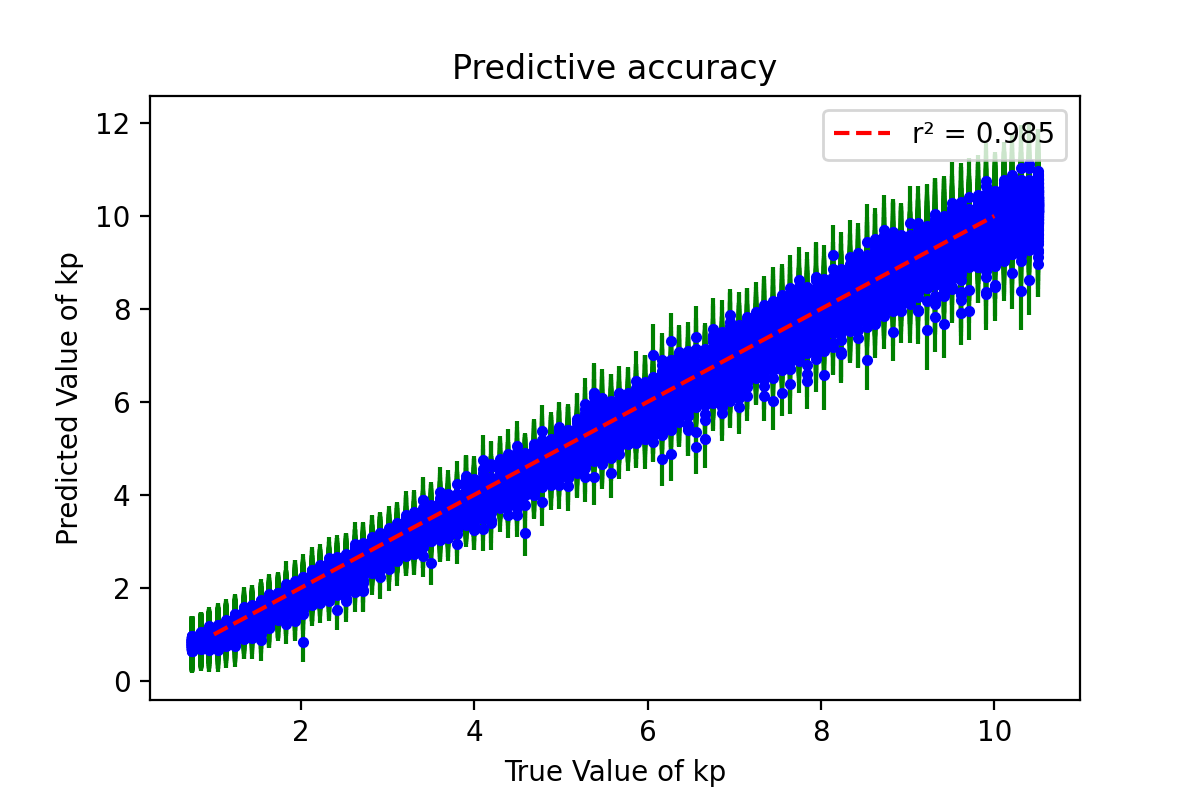 Predictive accuracy
r² = 0.985
12
10
8
6
4
2
0
Predicted Value of kp
2 4 6 8 10
True Value of kp